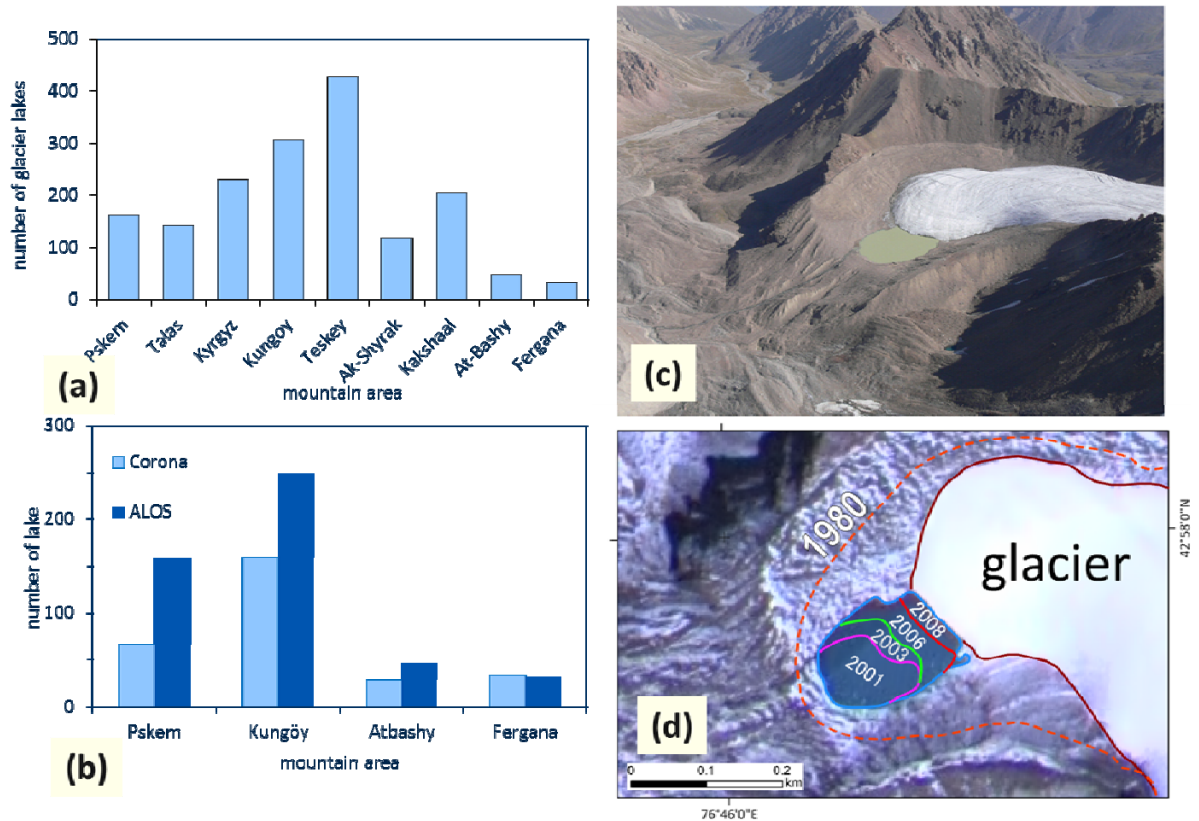 500
400
300
200
100
0
number of glacier lakes
Pskem
Talas
Kyrgyz
Kungoy
Teskey
Ak-Shyrak
Kakshaal
At-Bashy
Fergana
mountain area
(a)
300
200
100
0
number of lake
Corona
ALOS
Pskem
Kungöy
Atbashy
Fergana
mountain area
(b)
(c)
1980
glacier
2008
2006
2003
2001
(d)
0 0.1 0.2
km
42°58'0"N
76°46'0"E